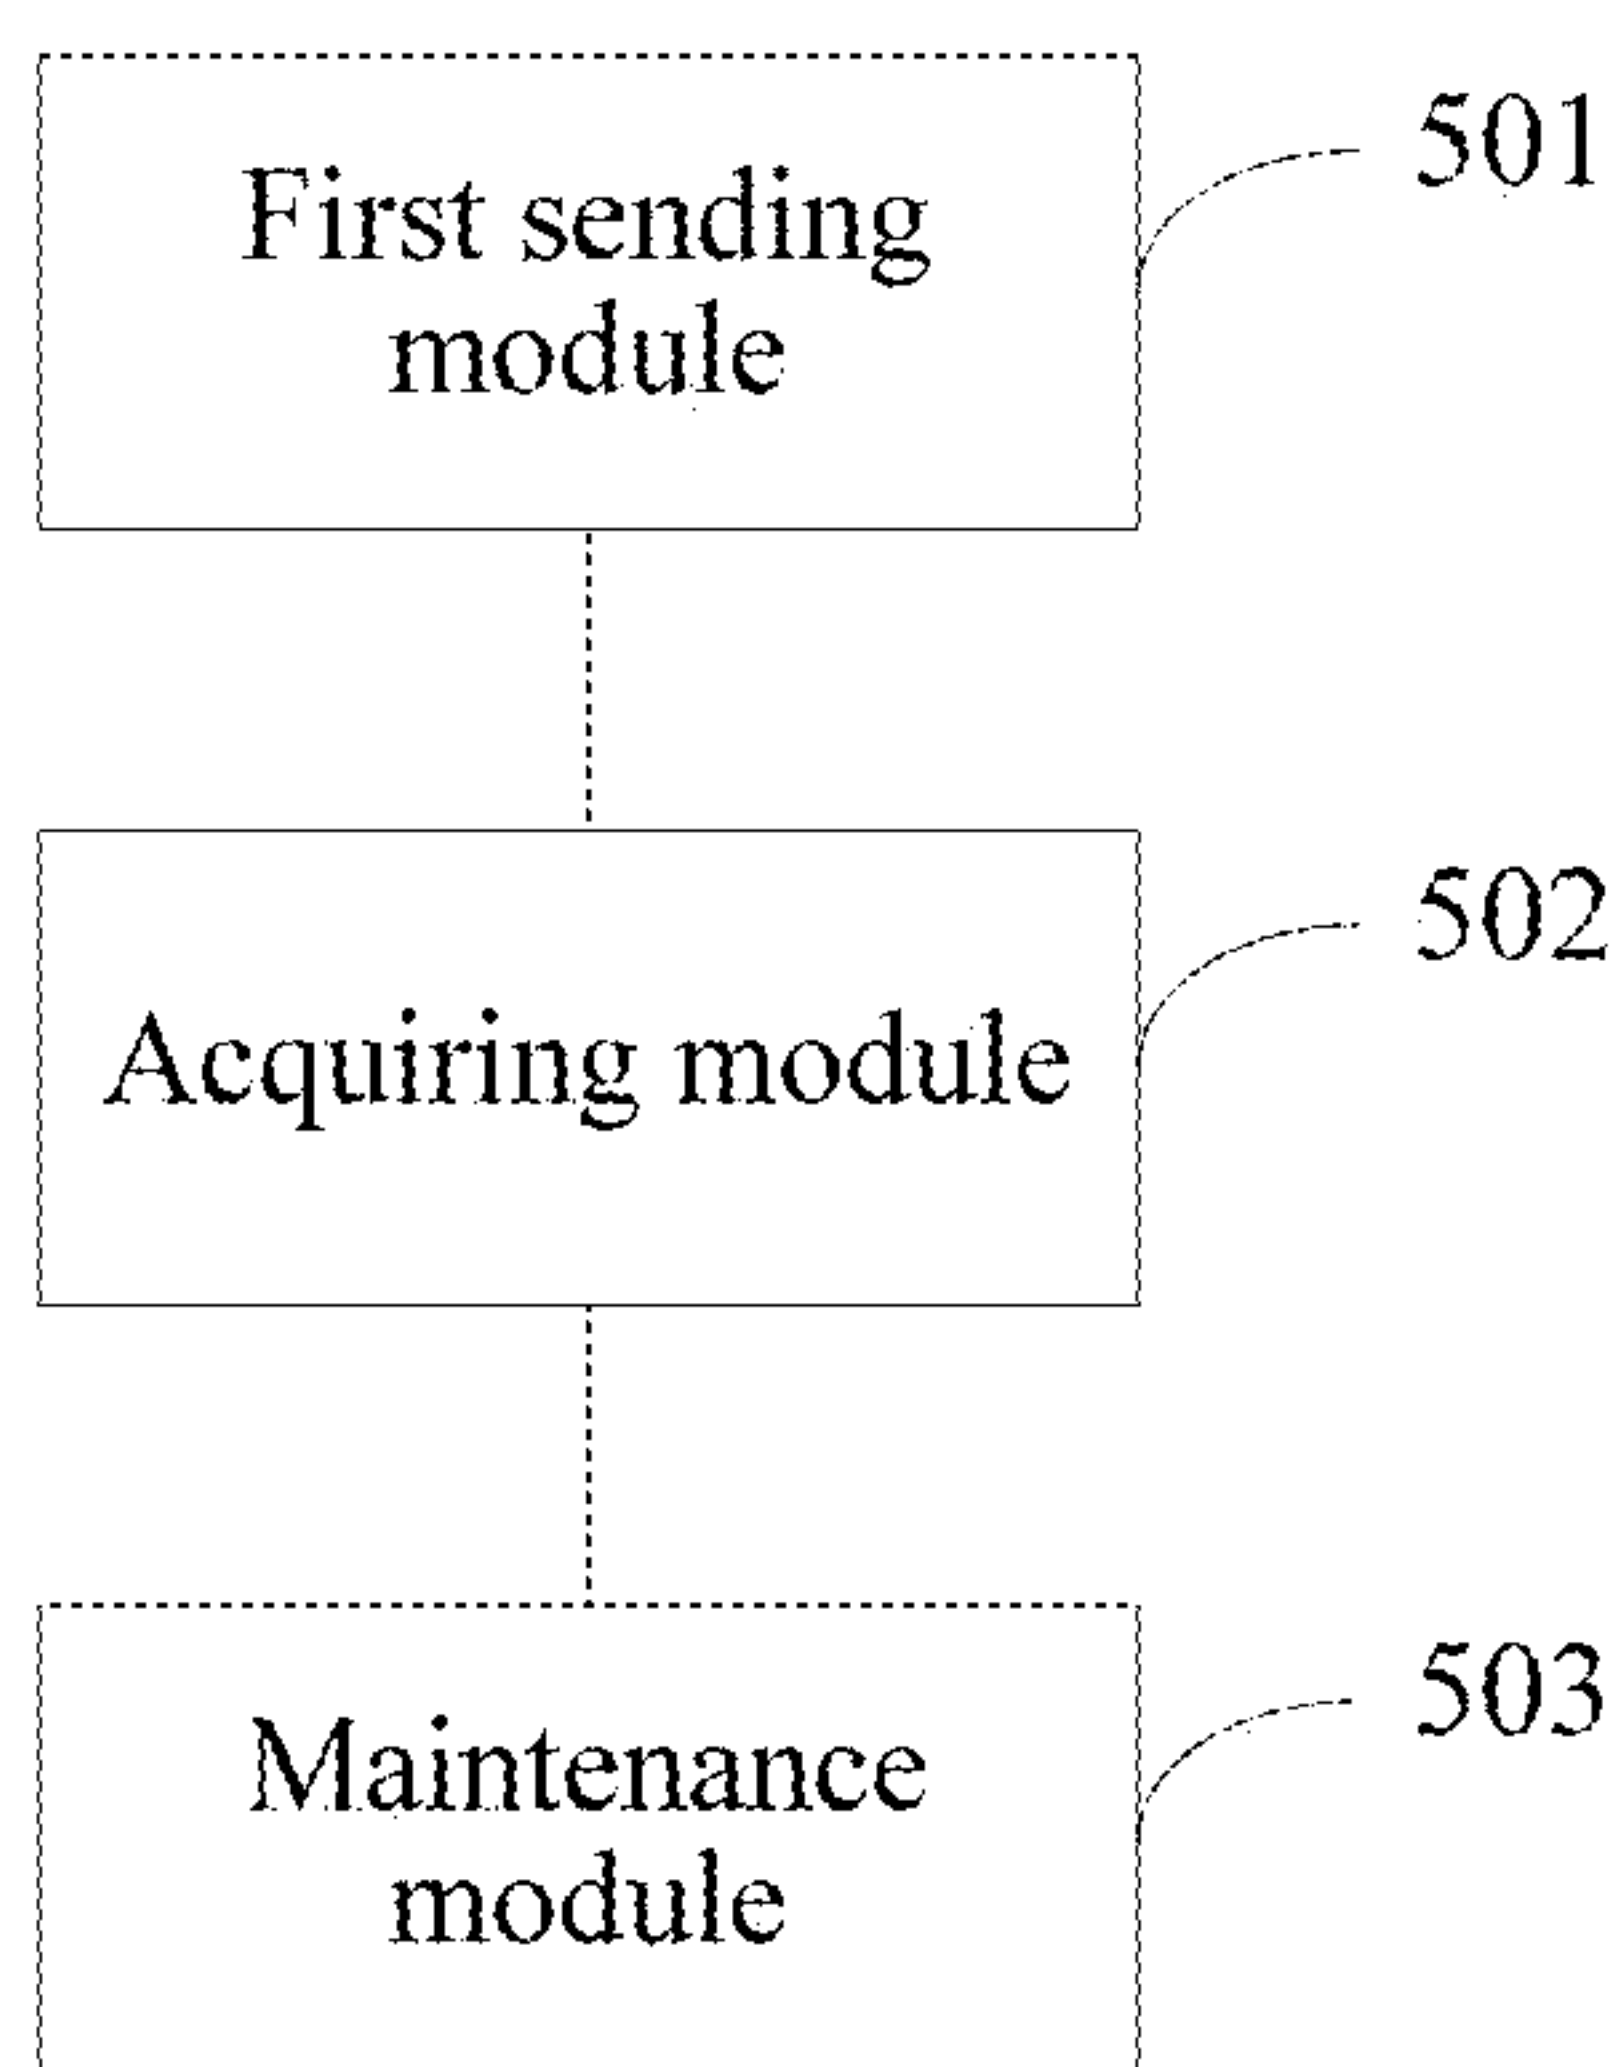 First sending
module
501
Acquiring module
502
Maintenance
module
503